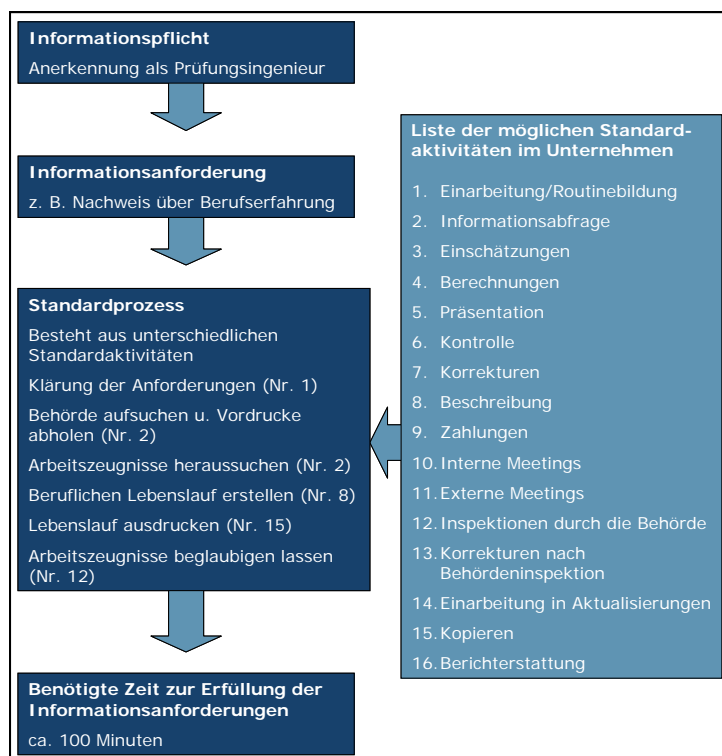 Informationspflicht
Anerkennung als Prüfungsingenieur
Informationsanforderung
z. B. Nachweis über Berufserfahrung
Standardprozess
Besteht aus unterschiedlichen
Standardaktivitäten
Klärung der Anforderungen (Nr. 1)
Behörde aufsuchen u. Vordrucke
abholen (Nr. 2)
Arbeitszeugnisse heraussuchen (Nr. 2)
Beruflichen Lebenslauf erstellen (Nr. 8)
Lebenslauf ausdrucken (Nr. 15)
Arbeitszeugnisse beglaubigen lassen
(Nr. 12)
Benötigte Zeit zur Erfüllung der
Informationsanforderungen
ca. 100 Minuten
Liste der möglichen Standard-
aktivitäten im Unternehmen
1. Einarbeitung/Routinebildung
2. Informationsabfrage
3. Einschätzungen
4. Berechnungen
5. Präsentation
6. Kontrolle
7. Korrekturen
8. Beschreibung
9. Zahlungen
10. Interne Meetings
11. Externe Meetings
12. Inspektionen durch die Behörde
13. Korrekturen nach
Behördeninspektion
14. Einarbeitung in Aktualisierungen
15. Kopieren
16. Berichterstattung